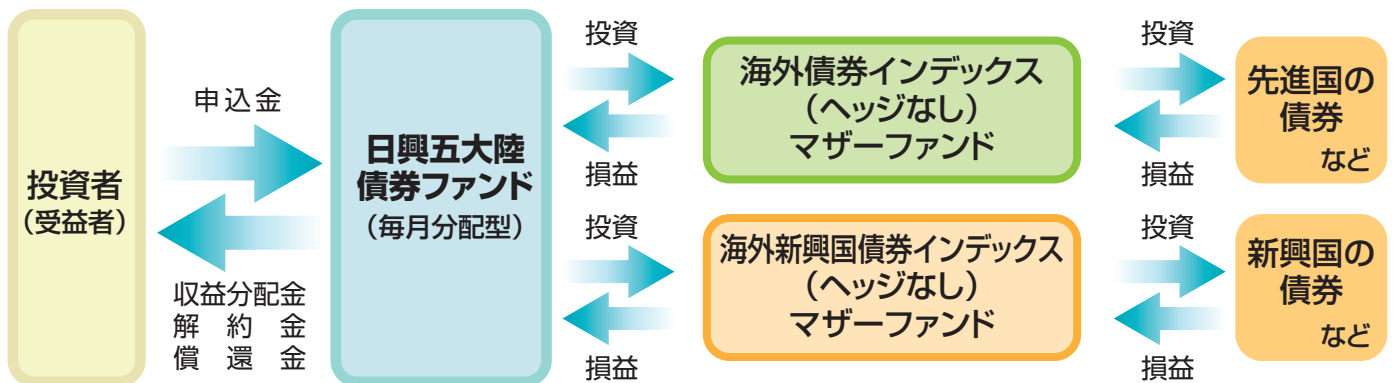 投資者
（受益者）
申込金
収益分配金
解約金
償還金
日興五大陸
債券ファンド
（毎月分配型）
投資
損益
海外債券インデックス
（ヘッジなし）
マザーファンド
投資
損益
先進国の
債券
など
投資
損益
海外新興国債券インデックス
（ヘッジなし）
マザーファンド
投資
損益
新興国の
債券
など